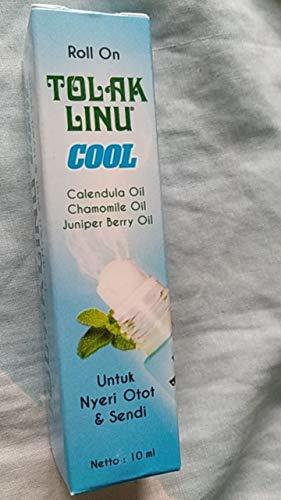 Roll On
TOLAK
LINU®
COOL
Calendula Oil
Chamomile Oil
Juniper Berry Oil
Untuk
Nyeri Otot
& Sendi
Netto : 10 ml